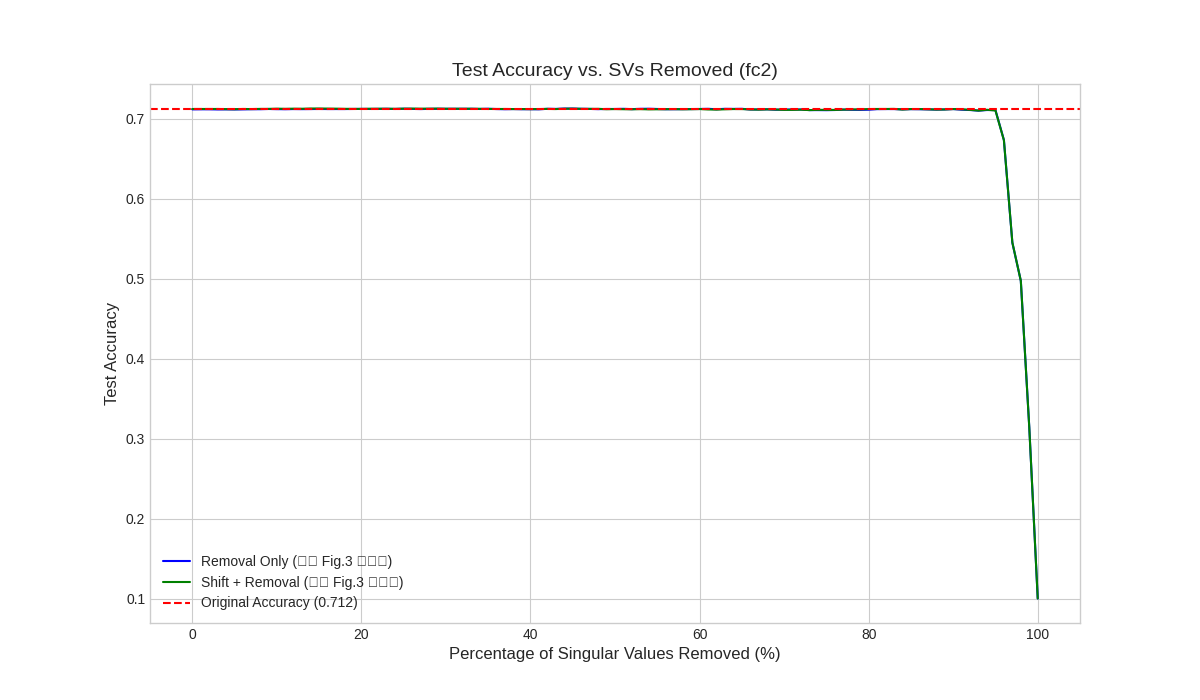 Test Accuracy vs. SVs Removed (fc2)
Test Accuracy
0.7
0.6
0.5
0.4
0.3
0.2
0.1
Removal Only (□□ Fig.3 □□□)
Shift + Removal (□□ Fig.3 □□□)
Original Accuracy (0.712)
0 20 40 60 80 100
Percentage of Singular Values Removed (%)